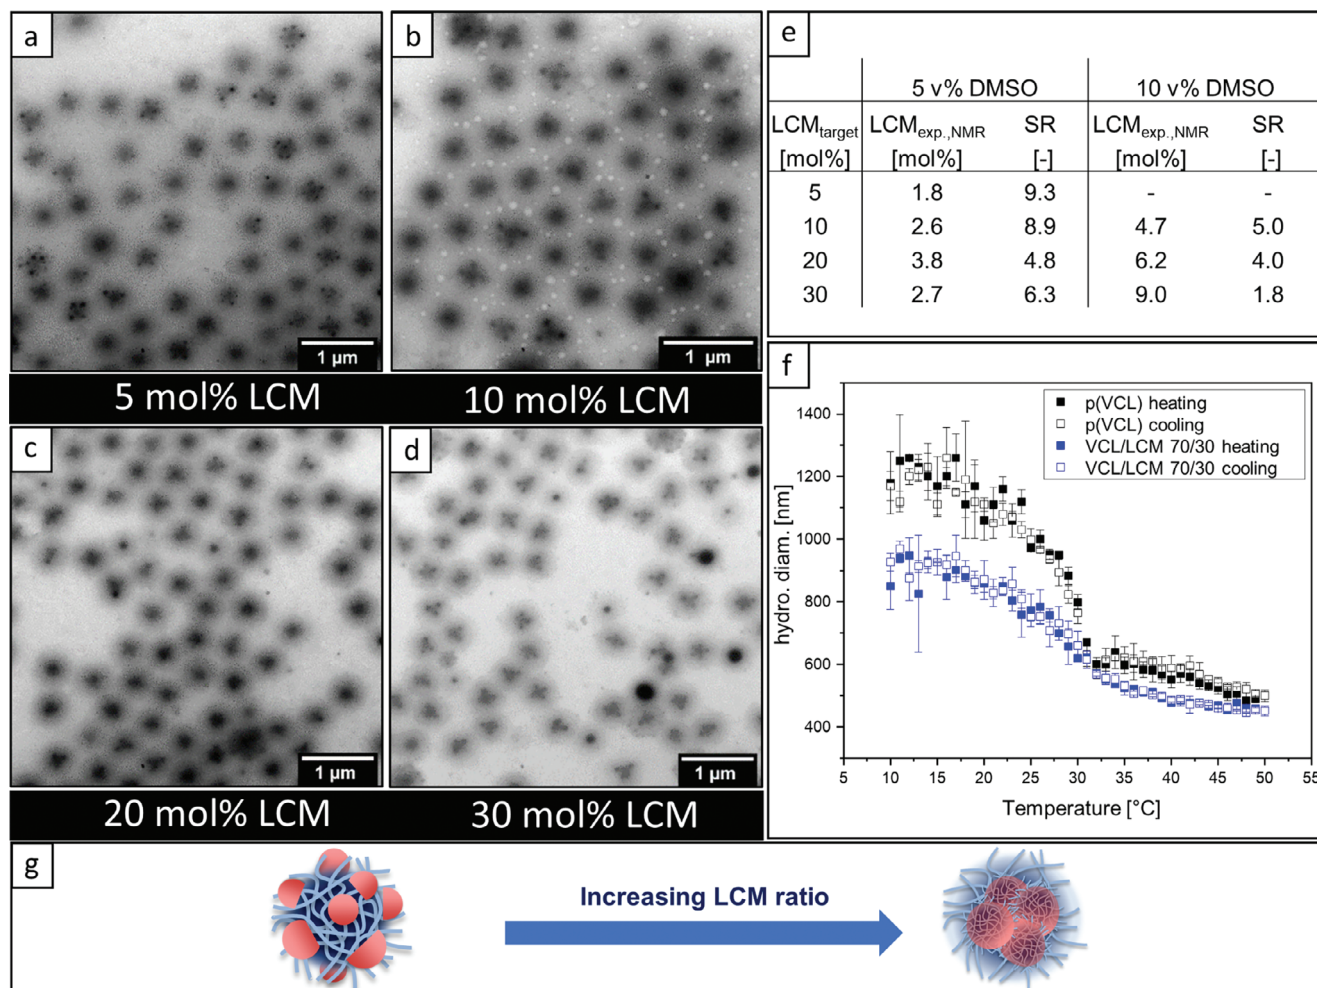 a
1 µm
5 mol% LCM
b
1 µm
10 mol% LCM
c
1 µm
20 mol% LCM
d
1 µm
30 mol% LCM
e
5 v% DMSO 10 v% DMSO
LCMtarget LCMexp.,NMR SR LCMexp.,NMR SR
[mol%] [mol%] [-] [mol%] [-]
5 1.8 9.3 - -
10 2.6 8.9 4.7 5.0
20 3.8 4.8 6.2 4.0
30 2.7 6.3 9.0 1.8
f
p(VCL) heating
p(VCL) cooling
VCL/LCM 70/30 heating
VCL/LCM 70/30 cooling
hydro. diam. [nm]
1400
1200
1000
800
600
400
5 10 15 20 25 30 35 40 45 50 55
Temperature [°C]
g
Increasing LCM ratio